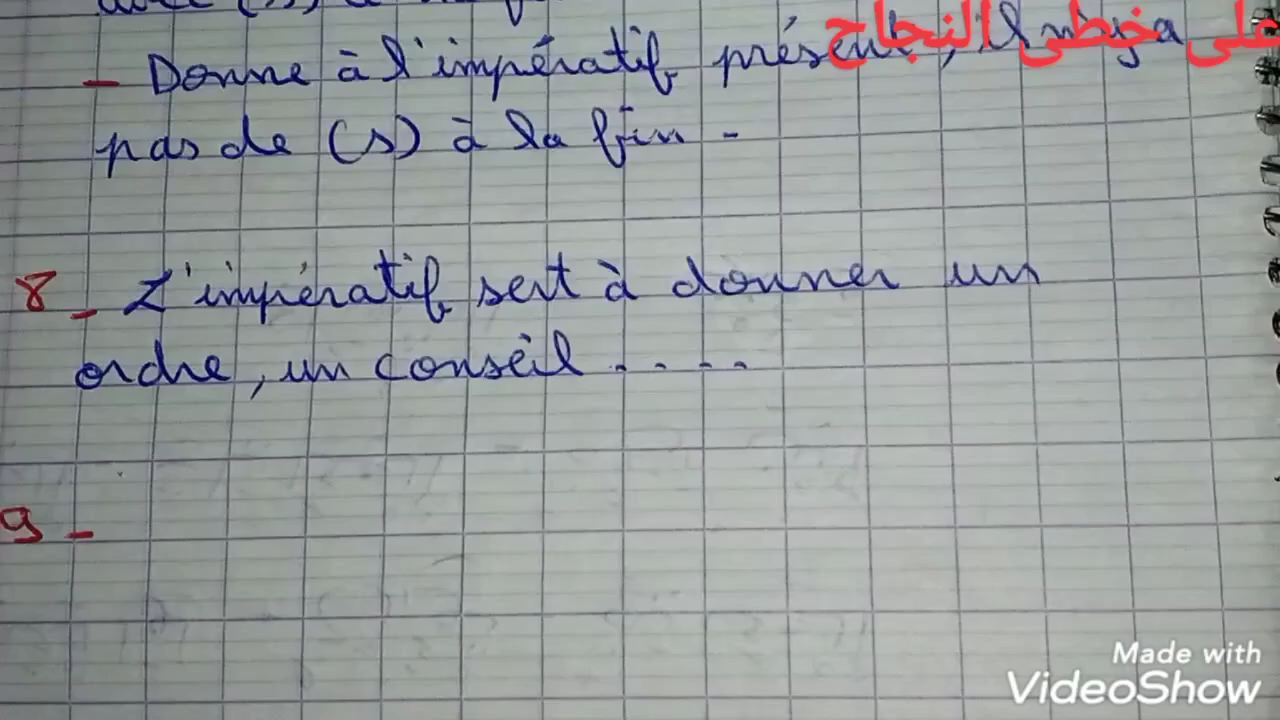 على خطى النجاح
- Donne à l'impératif présent, il n'y a
pas de (s) à la fin -
8 - L'impératif sert à donner un
ordre, un conseil . . . .
9 -
Made with
VideoShow